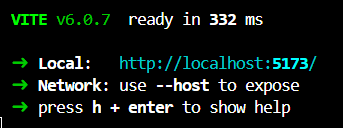 VITE v6.0.7  ready in 332 ms
➜ Local:   http://localhost:5173/
➜ Network: use --host to expose
➜ press h + enter to show help